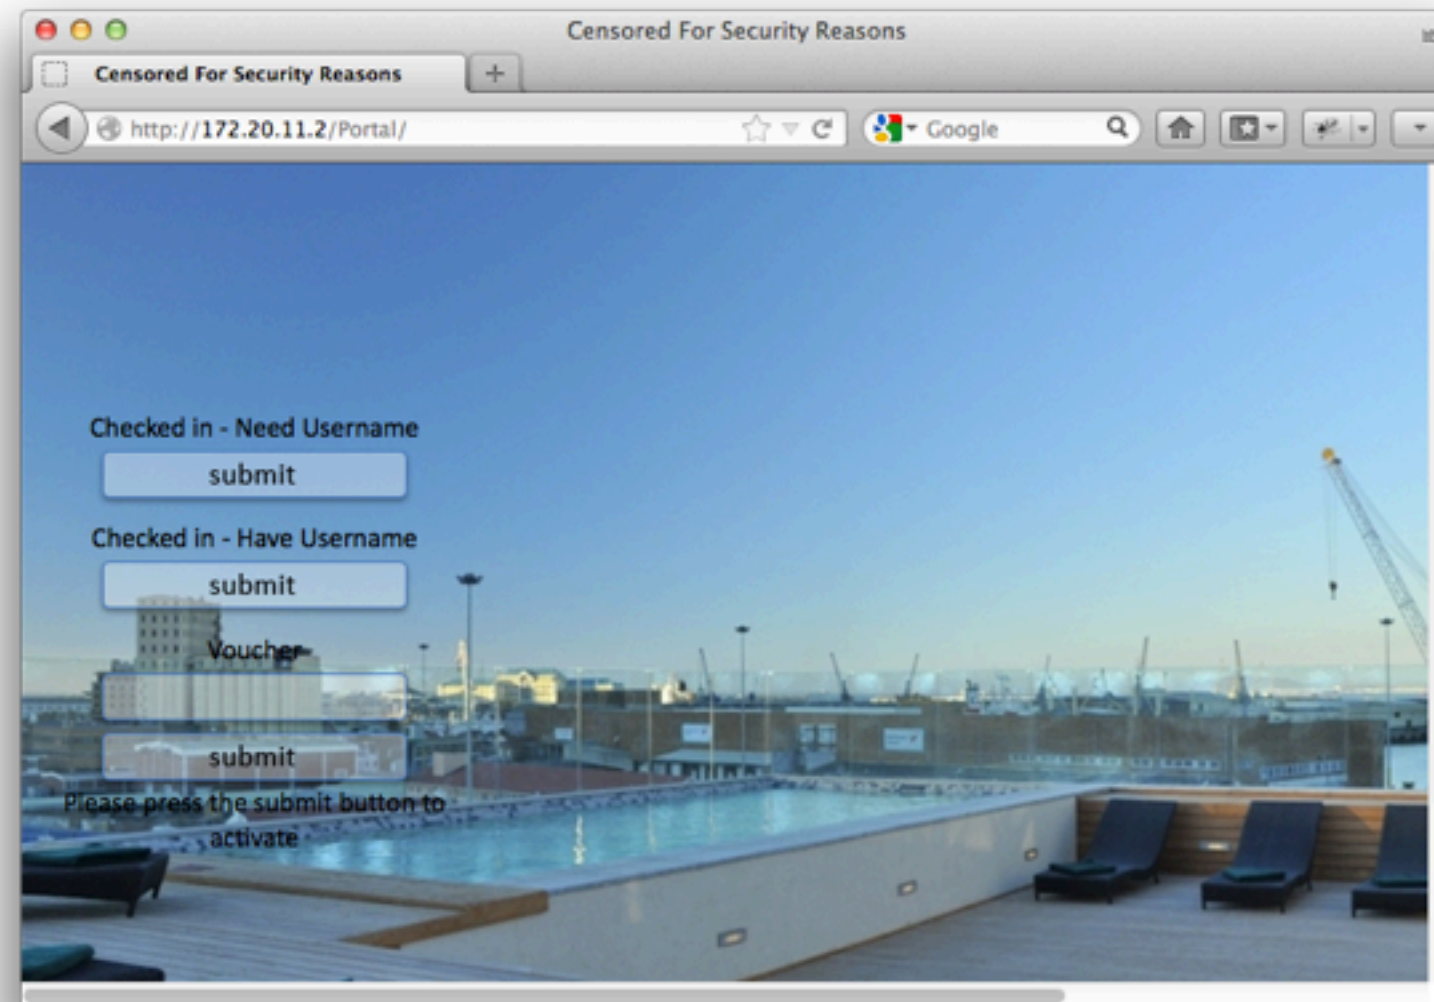 Censored For Security Reasons
Censored For Security Reasons
http://172.20.11.2/Portal/
Google
Checked in - Need Username
submit
Checked in - Have Username
submit
Voucher
submit
Please press the submit button to
activate